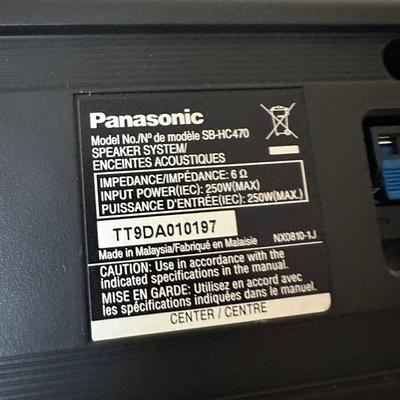 Panasonic
Model No./Nº de modèle SB-HC470
SPEAKER SYSTEM/
ENCEINTES ACOUSTIQUES
IMPEDANCE/IMPÉDANCE: 6 Ω
INPUT POWER(IEC): 250W(MAX.)
PUISSANCE D'ENTRÉE(IEC): 250W(MAX.)
TT9DA010197
Made in Malaysia/Fabriqué en Malaisie NXD810-1J
CAUTION: Use in accordance with the
indicated specifications in the manual.
MISE EN GARDE: Utilisez en accord avec
les spécifications indiquées dans le manuel.
CENTER / CENTRE